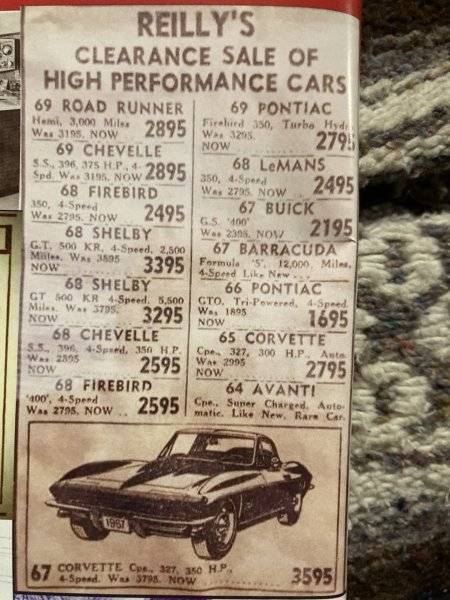 REILLY'S
CLEARANCE SALE OF
HIGH PERFORMANCE CARS
69 ROAD RUNNER
Hemi, 3,000 Miles
Was 3195. NOW 2895
69 CHEVELLE
S.S., 396, 375 H.P., 4-
Spd. Was 3195. NOW 2895
68 FIREBIRD
350, 4-Speed
Was 2795. NOW 2495
68 SHELBY
G.T. 500 KR, 4-Speed, 2,500
Miles. Was 3895
NOW 3395
68 SHELBY
GT 500 KR 4-Speed, 5,500
Miles. Was 3795.
NOW 3295
68 CHEVELLE
S.S., 396, 4-Speed, 350 H.P.
Was 2895
NOW 2595
68 FIREBIRD
'400', 4-Speed
Was 2795. NOW .. 2595
69 PONTIAC
Firebird 350, Turbo
Was 3295.
NOW 2795
68 LeMANS
350, 4-Speed
Was 2795. NOW 2495
67 BUICK
G.S. '400'
Was 2395. NOW 2195
67 BARRACUDA
Formula 'S', 12,000 Miles,
4-Speed Like New ...
66 PONTIAC
GTO. Tri-Powered, 4-Speed.
Was 1895
NOW 1695
65 CORVETTE
Cpe., 327, 300 H.P., Auto.
Was 2995
NOW 2795
64 AVANTI
Cpe., Super Charged, Auto-
matic. Like New. Rare Car.
1967
67 CORVETTE Cpe., 327, 350 H.P.,
4-Speed. Was 3795. NOW .......... 3595